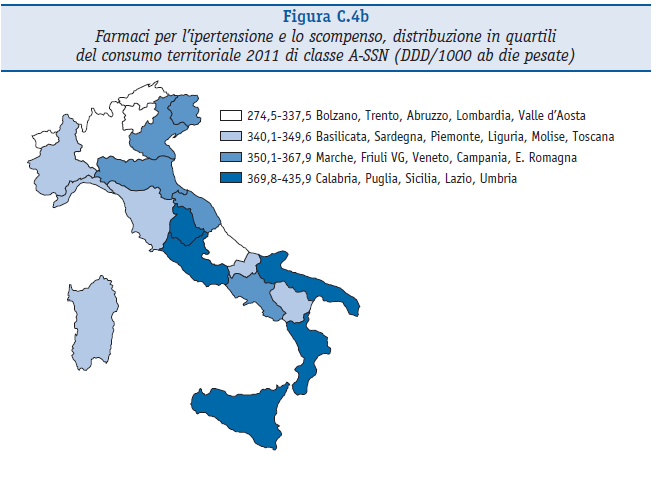 Figura C.4b
Farmaci per l'ipertensione e lo scompenso, distribuzione in quartili
del consumo territoriale 2011 di classe A-SSN (DDD/1000 ab die pesate)
274,5-337,5 Bolzano, Trento, Abruzzo, Lombardia, Valle d'Aosta
340,1-349,6 Basilicata, Sardegna, Piemonte, Liguria, Molise, Toscana
350,1-367,9 Marche, Friuli VG, Veneto, Campania, E. Romagna
369,8-435,9 Calabria, Puglia, Sicilia, Lazio, Umbria